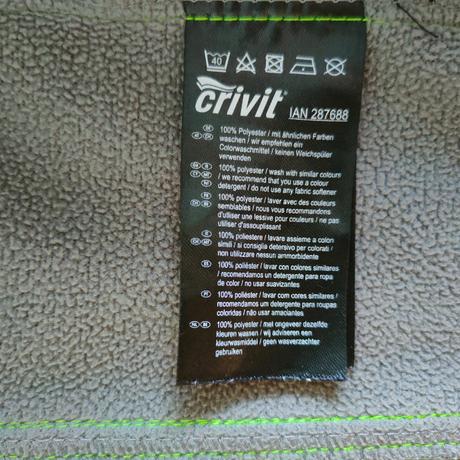 40
crivit®
IAN 287688
100% Polyester / mit ähnlichen Farben
waschen / wir empfehlen ein
Colorwaschmittel / keinen Weichspüler
verwenden
100% polyester / wash with similar colours
/ we recommend that you use a colour
detergent / do not use any fabric softener
100% polyester / laver avec des couleurs
semblables / nous vous recommandons
d'utiliser une lessive pour couleurs / ne pas
d'utiliser d'assouplissant
100% poliestere / lavare assieme a colori
simili / si consiglia detersivo per colorati /
non utilizzare nessun ammorbidente
100% poliéster / lavar con colores similares
/ recomendamos un detergente para ropa
de color / no usar suavizantes
100% poliéster / lavar com cores similares /
recomendamos um detergente para roupas
coloridas / não usar amaciantes
100% polyester / met ongeveer dezelfde
kleuren wassen / wij adviseren een
kleurwasmiddel / geen wasverzachter
gebruiken